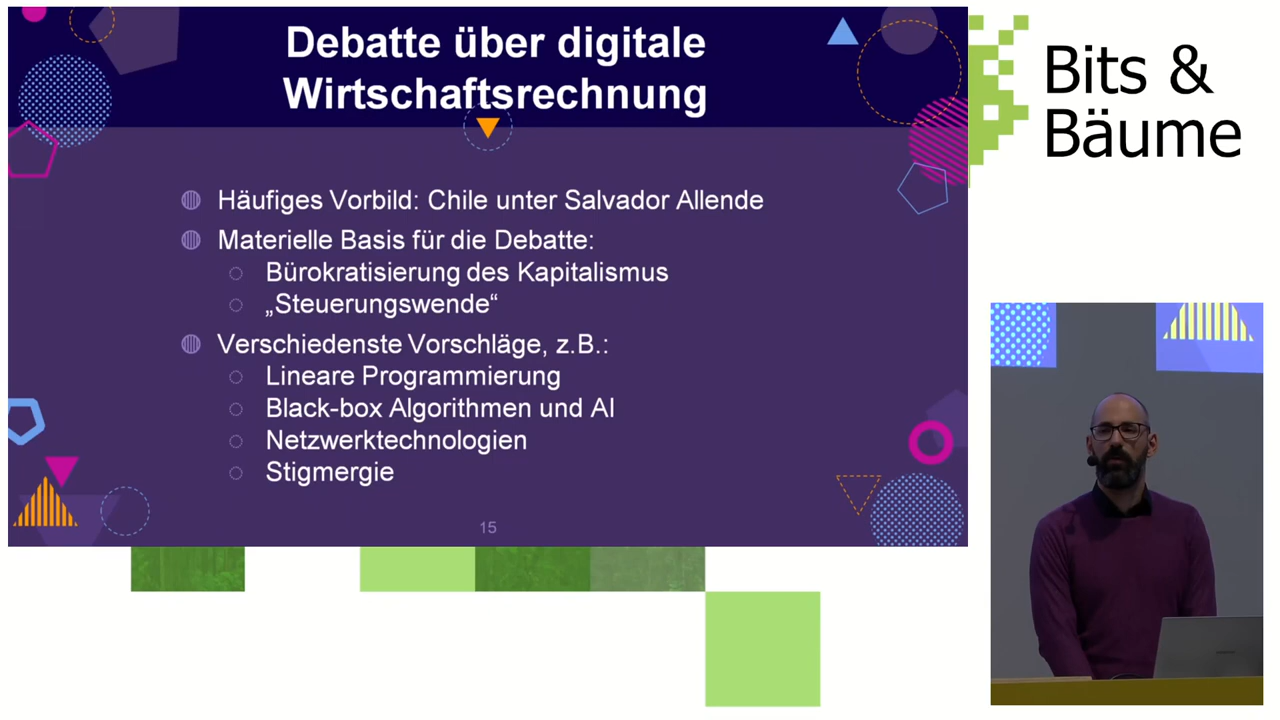 Debatte über digitale
Wirtschaftsrechnung
Häufiges Vorbild: Chile unter Salvador Allende
Materielle Basis für die Debatte:
Bürokratisierung des Kapitalismus
„Steuerungswende“
Verschiedenste Vorschläge, z.B.:
Lineare Programmierung
Black-box Algorithmen und AI
Netzwerktechnologien
Stigmergie
15
Bits &
Bäume